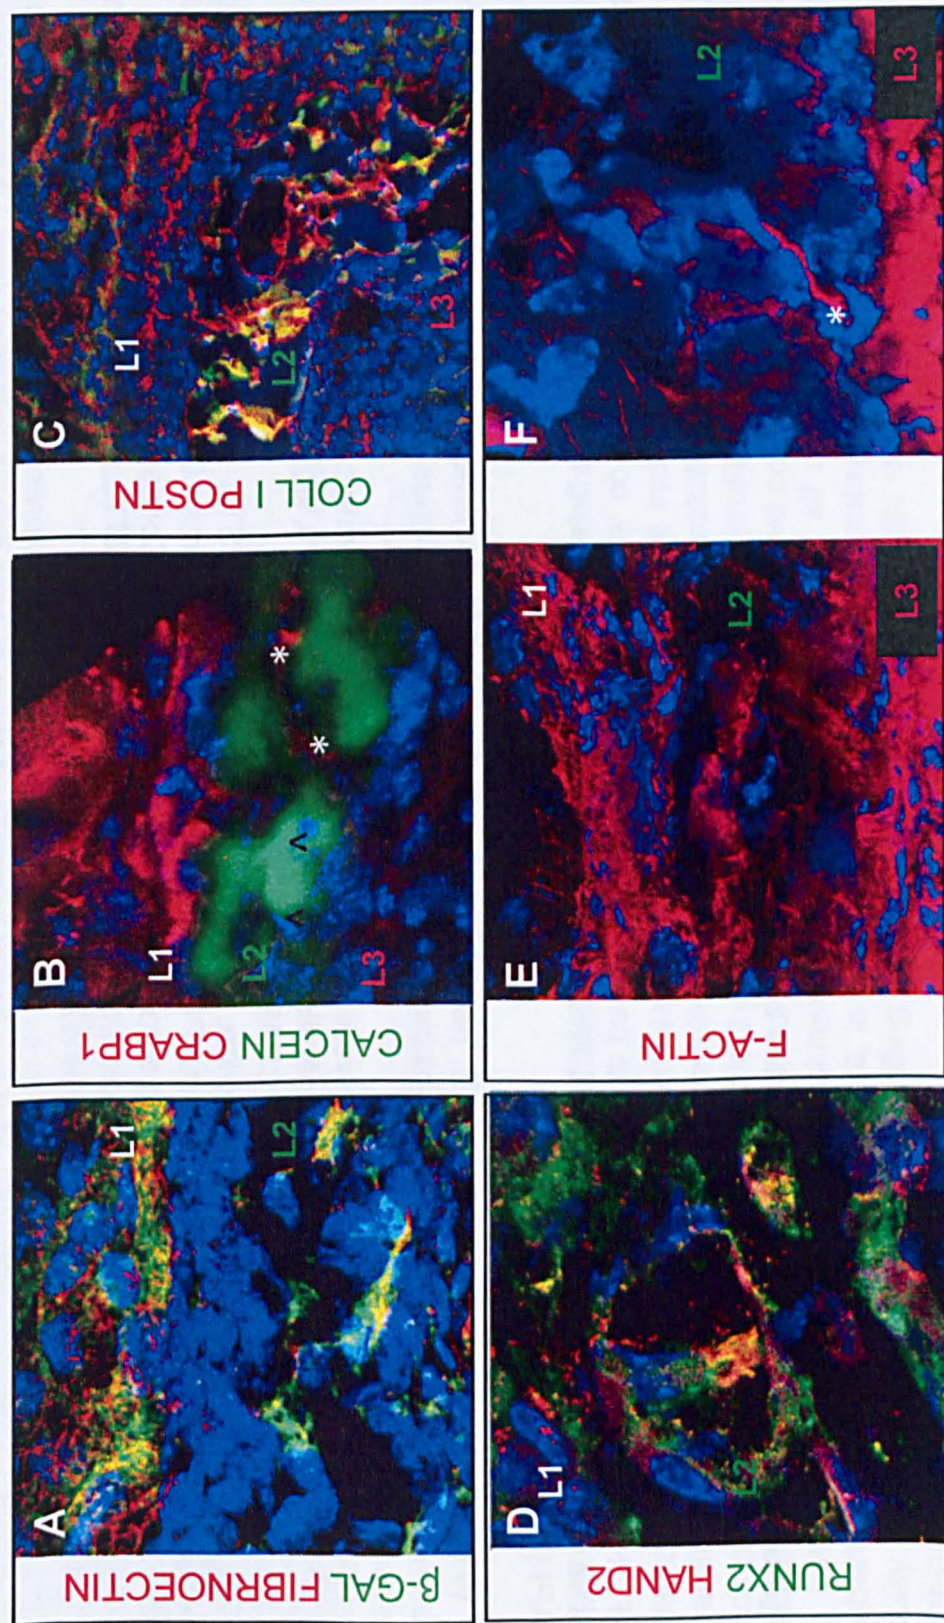 β-GAL FIBRNOECTIN
A
L1
L2
CALCEIN CRABP1
B
L1
L2
L3
* *
COLL I POSTN
C
L1
L2
L3
RUNX2 HAND2
D
L1
L2
F-ACTIN
E
L1
L2
L3
F
L2
L3
*